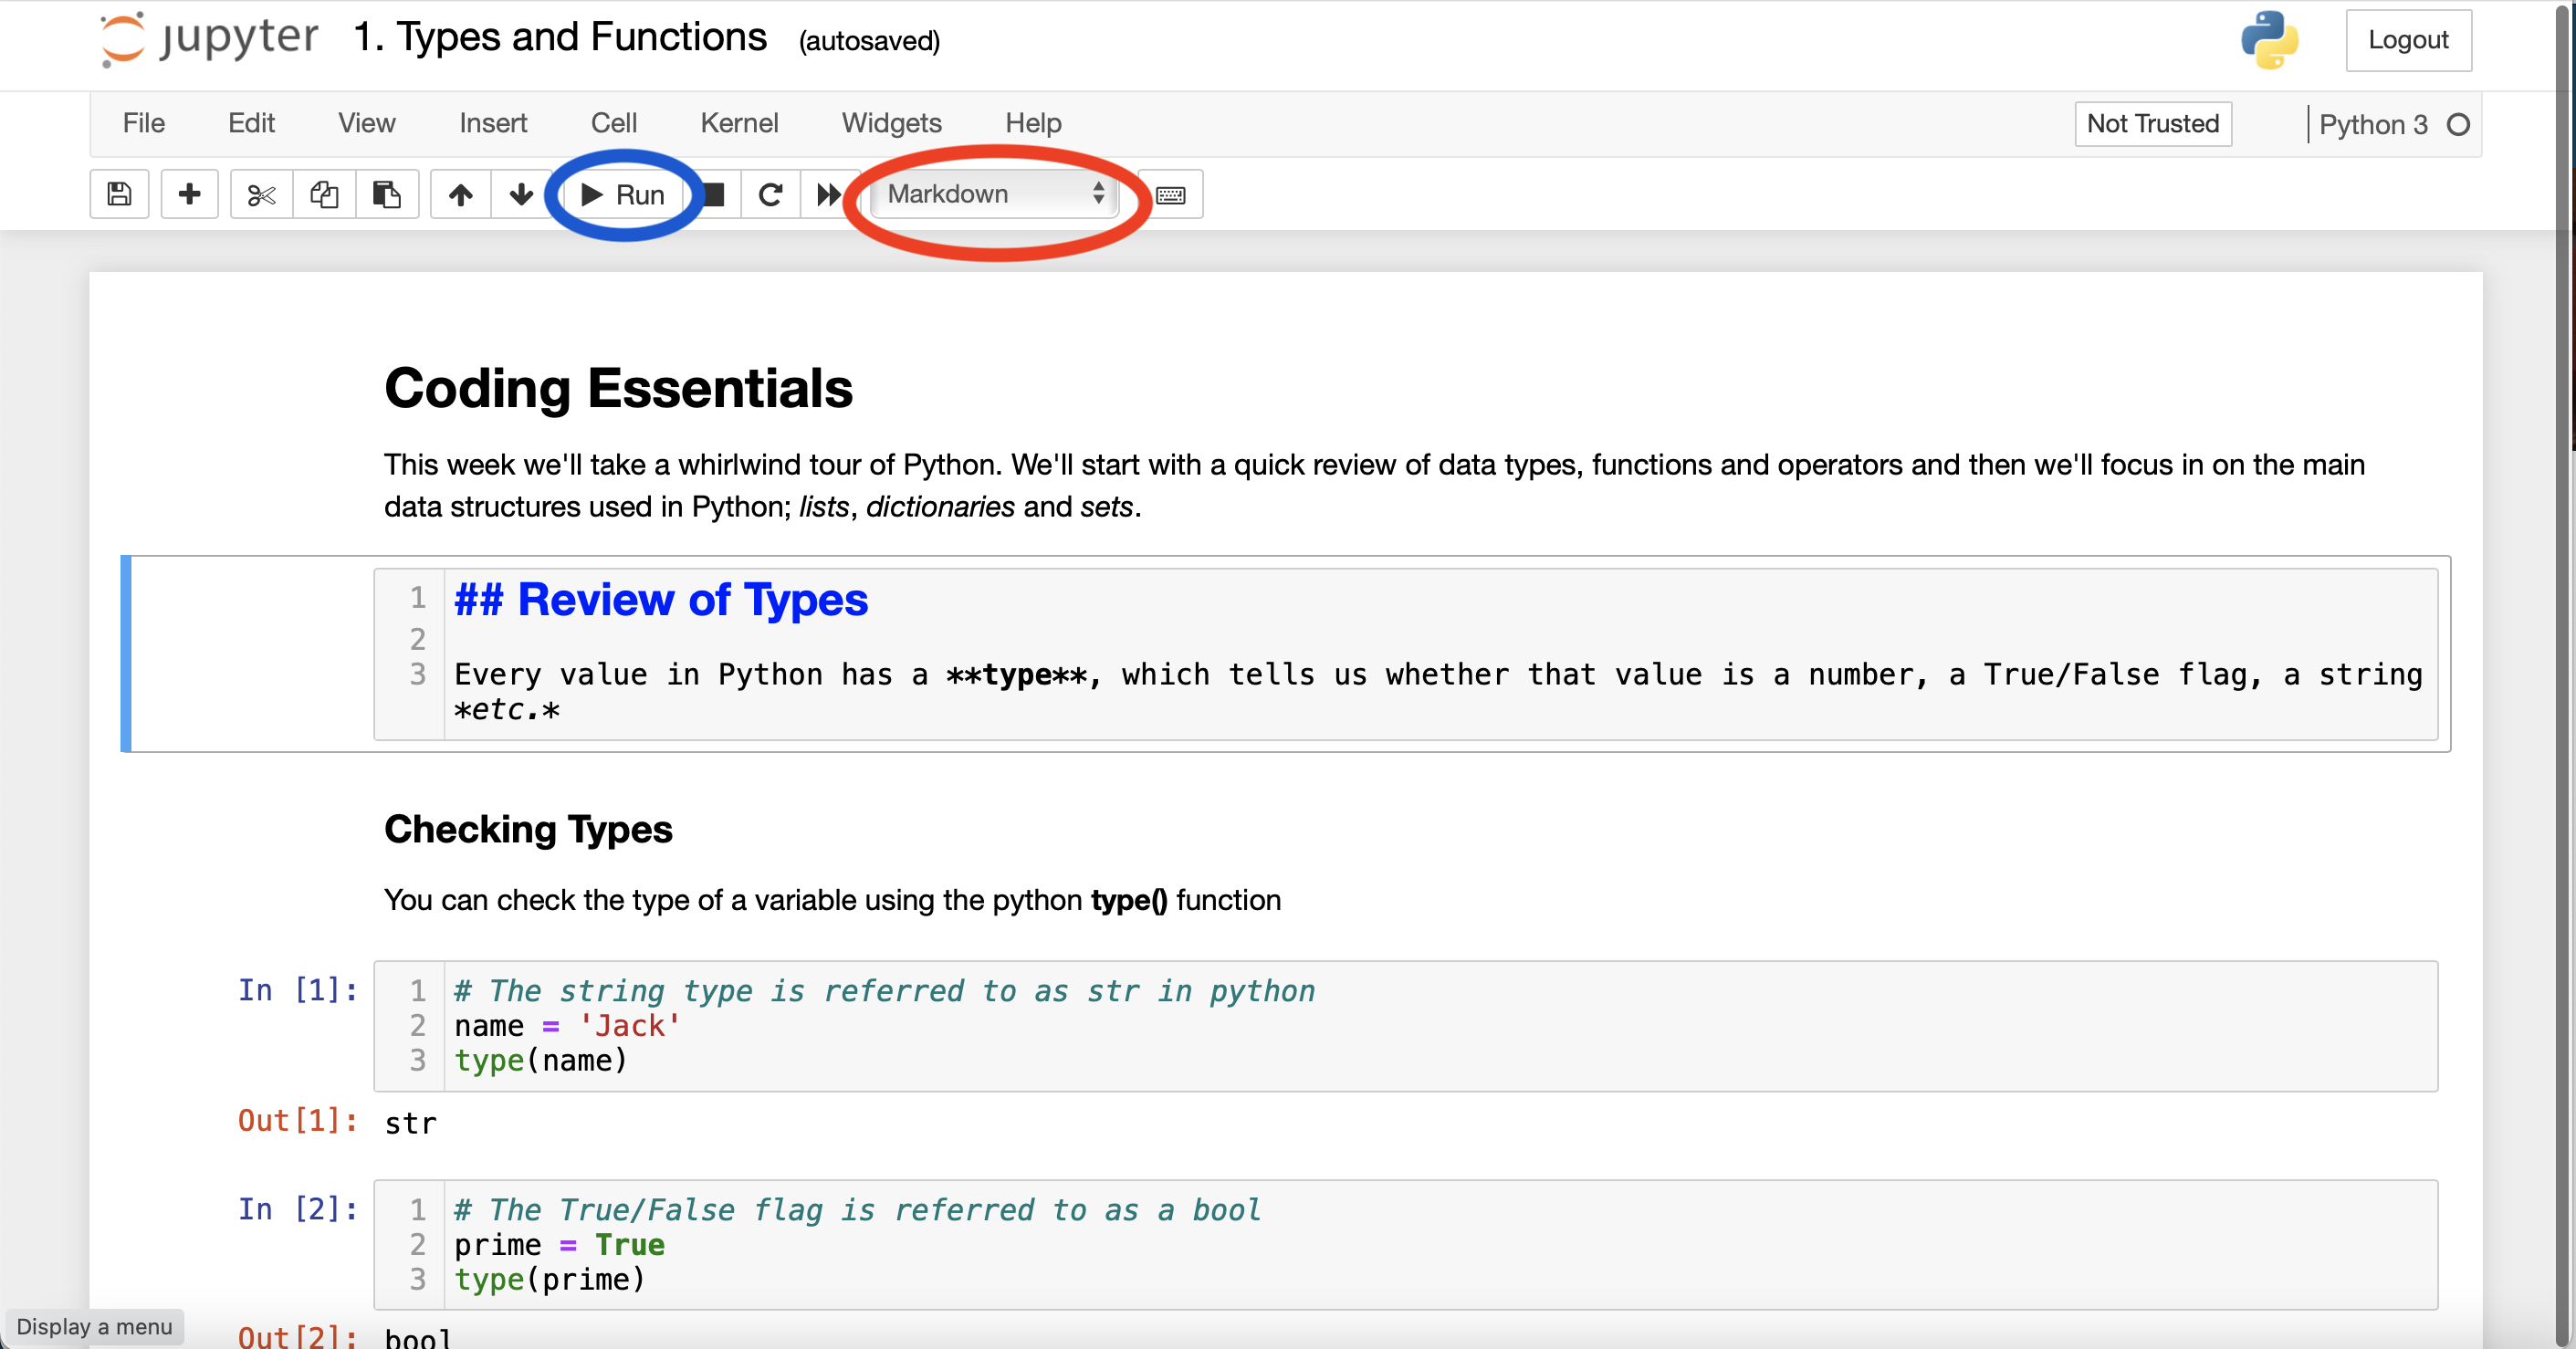 jupyter 1. Types and Functions (autosaved) Logout
File Edit View Insert Cell Kernel Widgets Help Not Trusted Python 3
Run Markdown
Coding Essentials
This week we'll take a whirlwind tour of Python. We'll start with a quick review of data types, functions and operators and then we'll focus in on the main
data structures used in Python; lists, dictionaries and sets.
1 ## Review of Types
2
3 Every value in Python has a **type**, which tells us whether that value is a number, a True/False flag, a string
*etc.*
Checking Types
You can check the type of a variable using the python type() function
In [1]: 1 # The string type is referred to as str in python
2 name = 'Jack'
3 type(name)
Out[1]: str
In [2]: 1 # The True/False flag is referred to as a bool
2 prime = True
3 type(prime)
Display a menu
Out[2]: bool